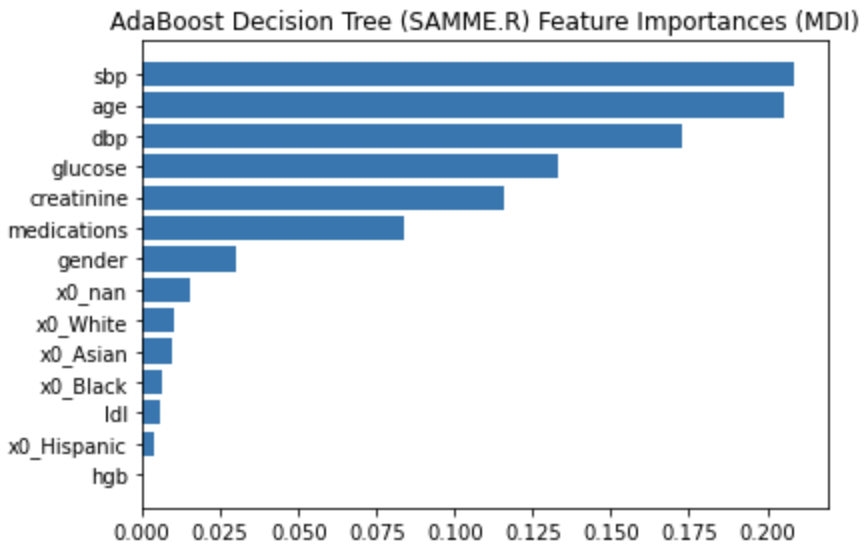 AdaBoost Decision Tree (SAMME.R) Feature Importances (MDI)
sbp
age
dbp
glucose
creatinine
medications
gender
x0_nan
x0_White
x0_Asian
x0_Black
ldl
x0_Hispanic
hgb
0.000 0.025 0.050 0.075 0.100 0.125 0.150 0.175 0.200